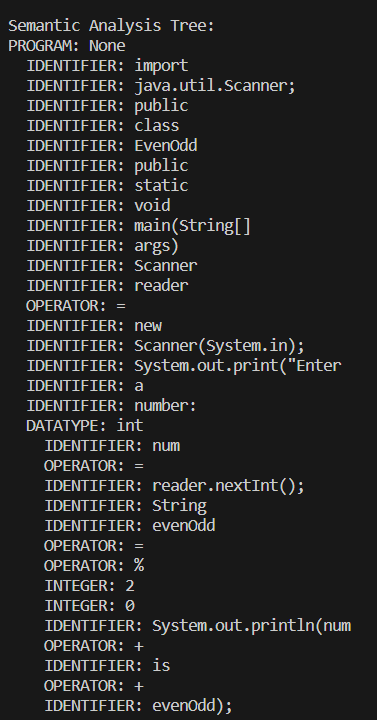 Semantic Analysis Tree:
PROGRAM: None
IDENTIFIER: import
IDENTIFIER: java.util.Scanner;
IDENTIFIER: public
IDENTIFIER: class
IDENTIFIER: EvenOdd
IDENTIFIER: public
IDENTIFIER: static
IDENTIFIER: void
IDENTIFIER: main(String[]
IDENTIFIER: args)
IDENTIFIER: Scanner
IDENTIFIER: reader
OPERATOR: =
IDENTIFIER: new
IDENTIFIER: Scanner(System.in);
IDENTIFIER: System.out.print("Enter
IDENTIFIER: a
IDENTIFIER: number:
DATATYPE: int
IDENTIFIER: num
OPERATOR: =
IDENTIFIER: reader.nextInt();
IDENTIFIER: String
IDENTIFIER: evenOdd
OPERATOR: =
OPERATOR: %
INTEGER: 2
INTEGER: 0
IDENTIFIER: System.out.println(num
OPERATOR: +
IDENTIFIER: is
OPERATOR: +
IDENTIFIER: evenOdd);